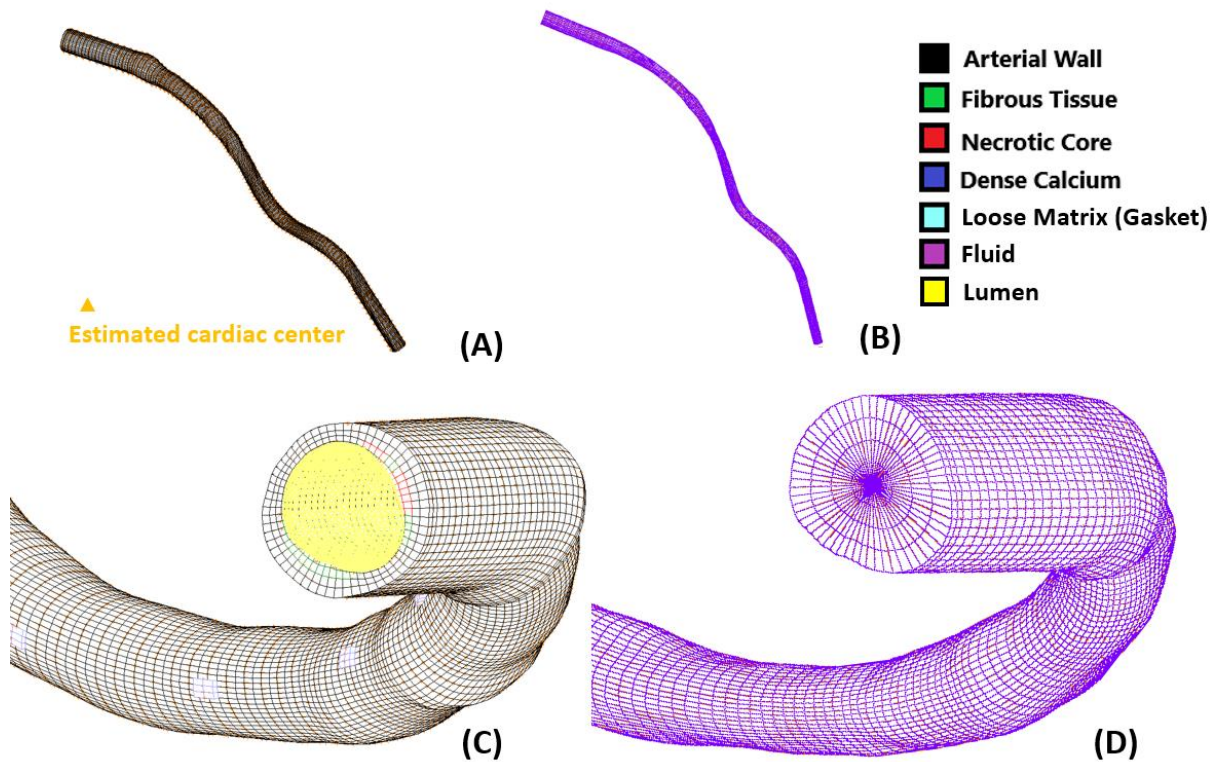 Estimated cardiac center
(A)
(B)
Arterial Wall
Fibrous Tissue
Necrotic Core
Dense Calcium
Loose Matrix (Gasket)
Fluid
Lumen
(C)
(D)